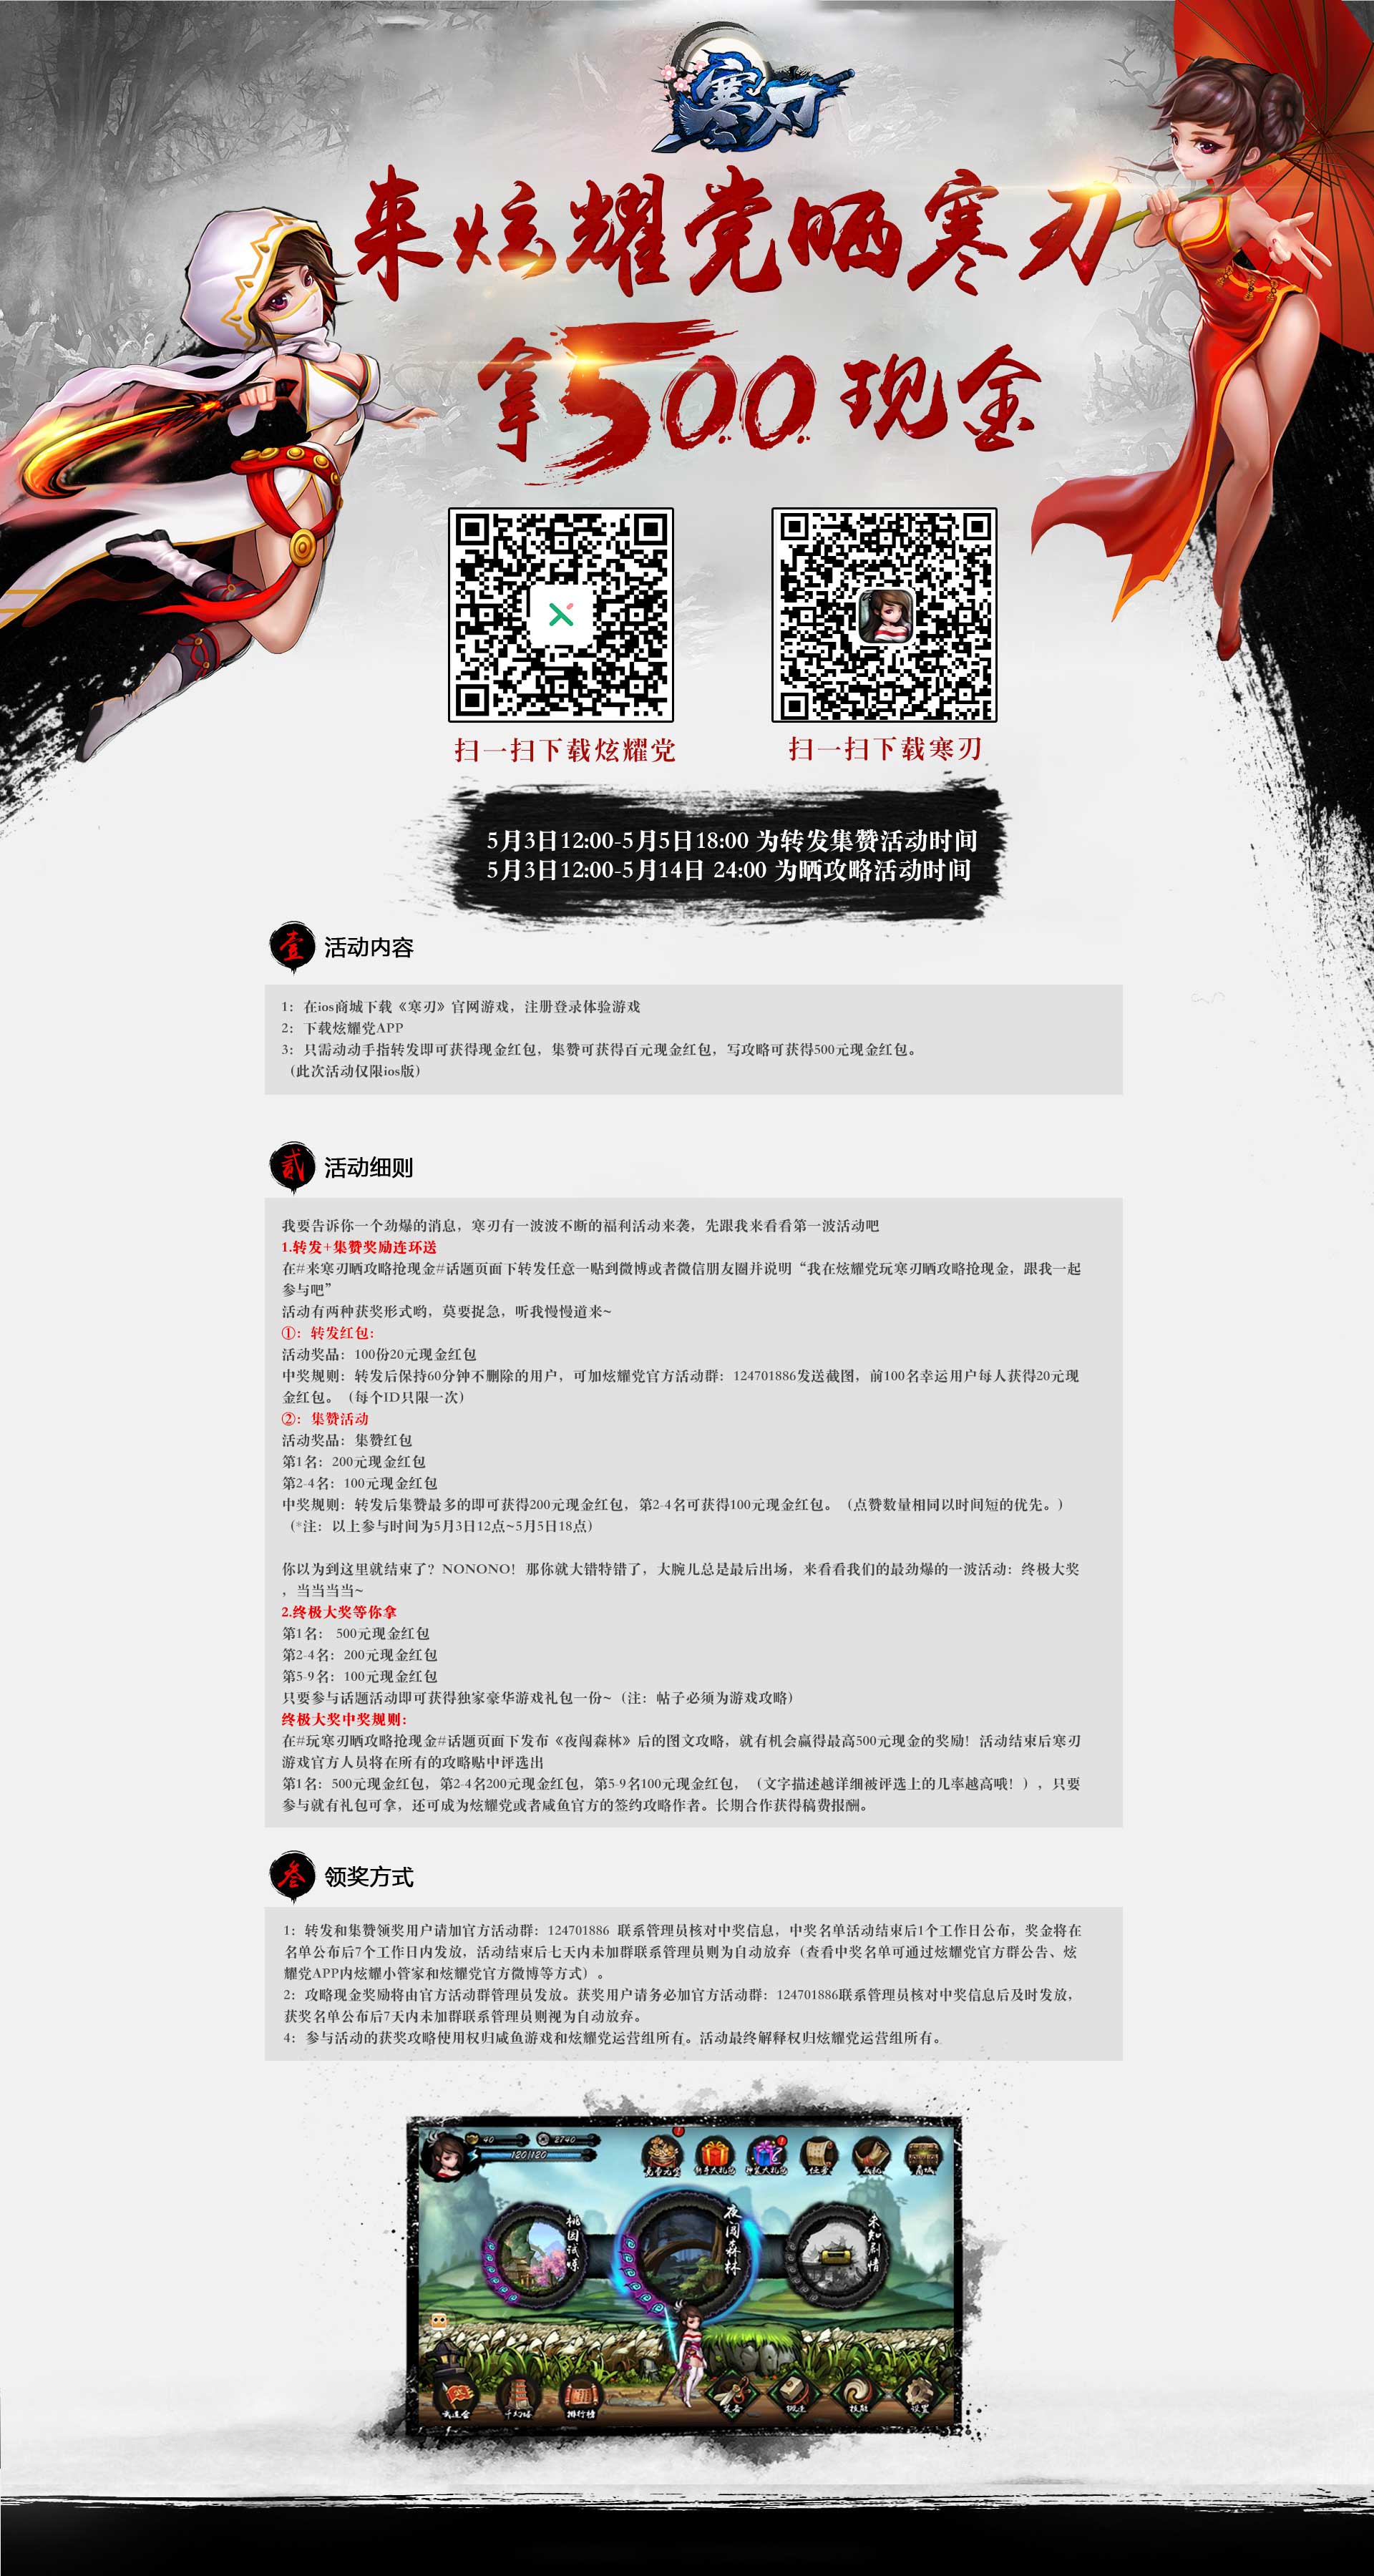 寒刃
来炫耀党晒寒刃
拿500现金
扫一扫下载炫耀党
扫一扫下载寒刃
5月3日12:00-5月5日18:00 为转发集赞活动时间
5月3日12:00-5月14日 24:00 为晒攻略活动时间
壹 活动内容
1：在ios商城下载《寒刃》官网游戏，注册登录体验游戏
2：下载炫耀党APP
3：只需动动手指转发即可获得现金红包，集赞可获得百元现金红包，写攻略可获得500元现金红包。
（此次活动仅限ios版）
贰 活动细则
我要告诉你一个劲爆的消息，寒刃有一波波不断的福利活动来袭，先跟我来看看第一波活动吧
1.转发+集赞奖励连环送
在#来寒刃晒攻略抢现金#话题页面下转发任意一贴到微博或者微信朋友圈并说明“我在炫耀党玩寒刃晒攻略抢现金，跟我一起
参与吧”
活动有两种获奖形式哟，莫要捉急，听我慢慢道来~
①：转发红包：
活动奖品：100份20元现金红包
中奖规则：转发后保持60分钟不删除的用户，可加炫耀党官方活动群：124701886发送截图，前100名幸运用户每人获得20元现
金红包。（每个ID只限一次）
②：集赞活动
活动奖品：集赞红包
第1名：200元现金红包
第2-4名：100元现金红包
中奖规则：转发后集赞最多的即可获得200元现金红包，第2-4名可获得100元现金红包。（点赞数量相同以时间短的优先。）
（*注：以上参与时间为5月3日12点~5月5日18点）
你以为到这里就结束了？NONONO！那你就大错特错了，大腕儿总是最后出场，来看看我们的最劲爆的一波活动：终极大奖
，当当当当~
2.终极大奖等你拿
第1名： 500元现金红包
第2-4名：200元现金红包
第5-9名：100元现金红包
只要参与话题活动即可获得独家豪华游戏礼包一份~（注：帖子必须为游戏攻略）
终极大奖中奖规则：
在#玩寒刃晒攻略抢现金#话题页面下发布《夜闯森林》后的图文攻略，就有机会赢得最高500元现金的奖励！活动结束后寒刃
游戏官方人员将在所有的攻略贴中评选出
第1名：500元现金红包，第2-4名200元现金红包，第5-9名100元现金红包，（文字描述越详细被评选上的几率越高哦！），只要
参与就有礼包可拿，还可成为炫耀党或者咸鱼官方的签约攻略作者。长期合作获得稿费报酬。
叁 领奖方式
1：转发和集赞领奖用户请加官方活动群：124701886 联系管理员核对中奖信息，中奖名单活动结束后1个工作日公布，奖金将在
名单公布后7个工作日内发放，活动结束后七天内未加群联系管理员则为自动放弃（查看中奖名单可通过炫耀党官方群公告、炫
耀党APP内炫耀小管家和炫耀党官方微博等方式）。
2：攻略现金奖励将由官方活动群管理员发放。获奖用户请务必加官方活动群：124701886联系管理员核对中奖信息后及时发放，
获奖名单公布后7天内未加群联系管理员则视为自动放弃。
4：参与活动的获奖攻略使用权归咸鱼游戏和炫耀党运营组所有。活动最终解释权归炫耀党运营组所有。
40 2740
120/120
桃园试炼
夜闯森林
未知剧情
排行榜
装备
技能
设置